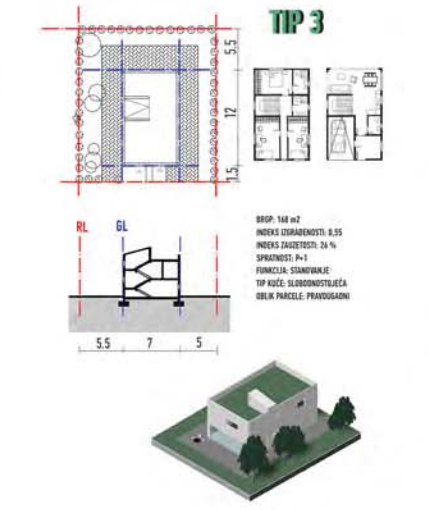 TIP 3
5.5
12
1.5
RL GL
BRGP: 168 m2
INDEKS IZGRAĐENOSTI: 0,55
INDEKS ZAUZETOSTI: 26 %
SPRATNOST: P+1
FUNKCIJA: STANOVANJE
TIP KUĆE: SLOBODNOSTOJEĆA
OBLIK PARCELE: PRAVOUGAONI
5.5 7 5